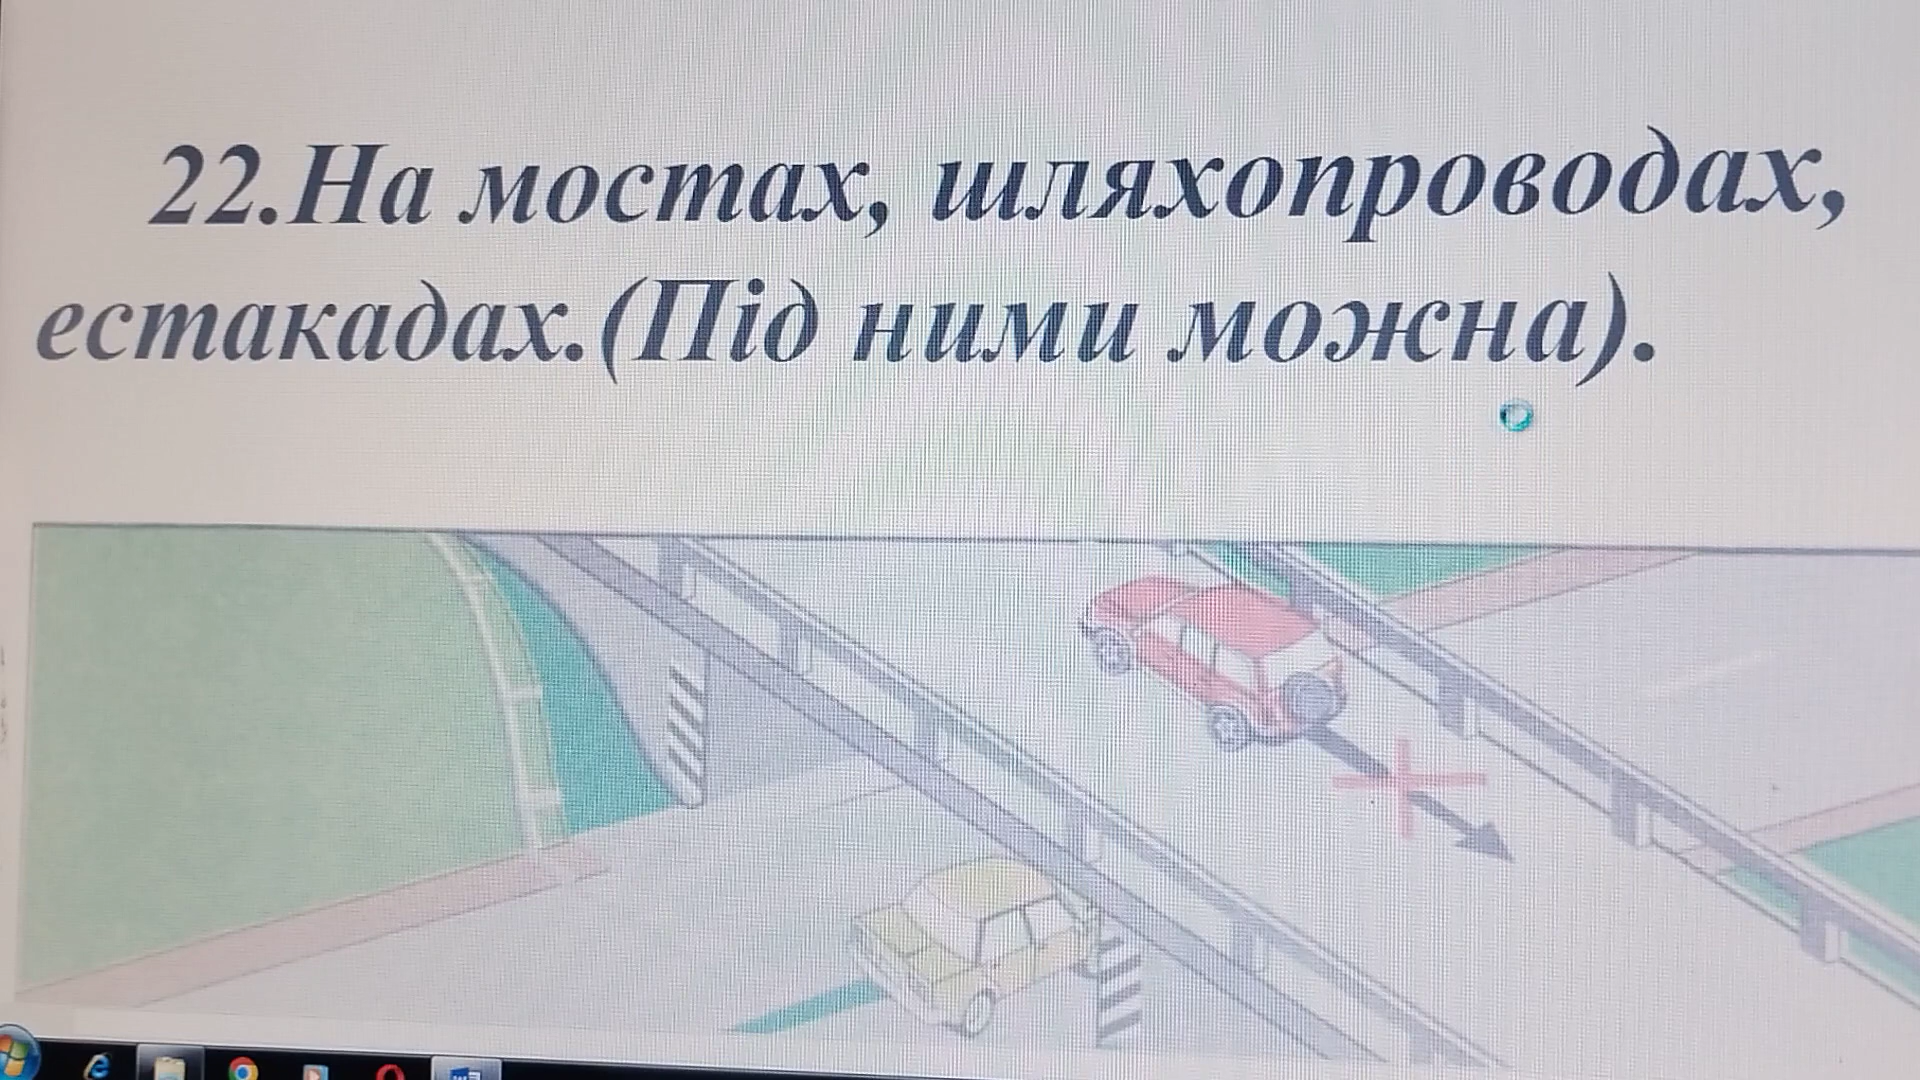 22.На мостах, шляхопроводах,
естакадах.(Під ними можна).